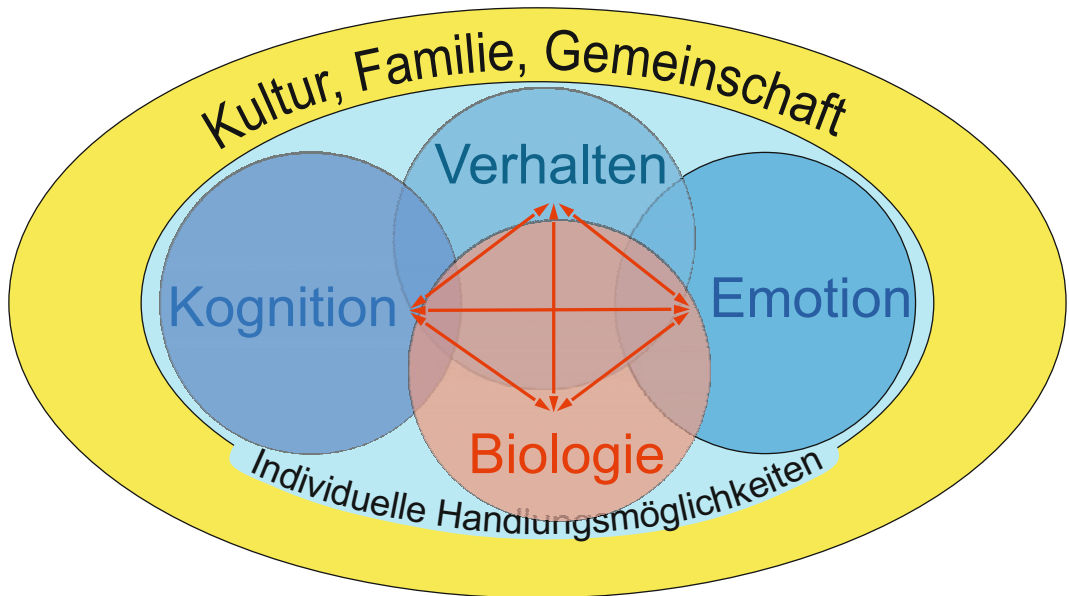 Kultur, Familie, Gemeinschaft
Verhalten
Kognition
Emotion
Biologie
Individuelle Handlungsmöglichkeiten